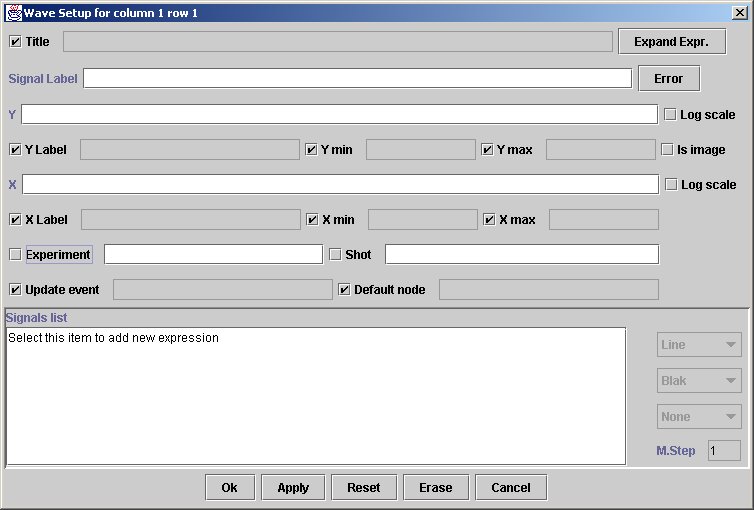 Wave Setup for column 1 row 1
Title Expand Expr.
Signal Label Error
Y Log scale
Y Label Y min Y max Is image
X Log scale
X Label X min X max
Experiment Shot
Update event Default node
Signals list
Select this item to add new expression
Line
Blak
None
M.Step 1
Ok Apply Reset Erase Cancel